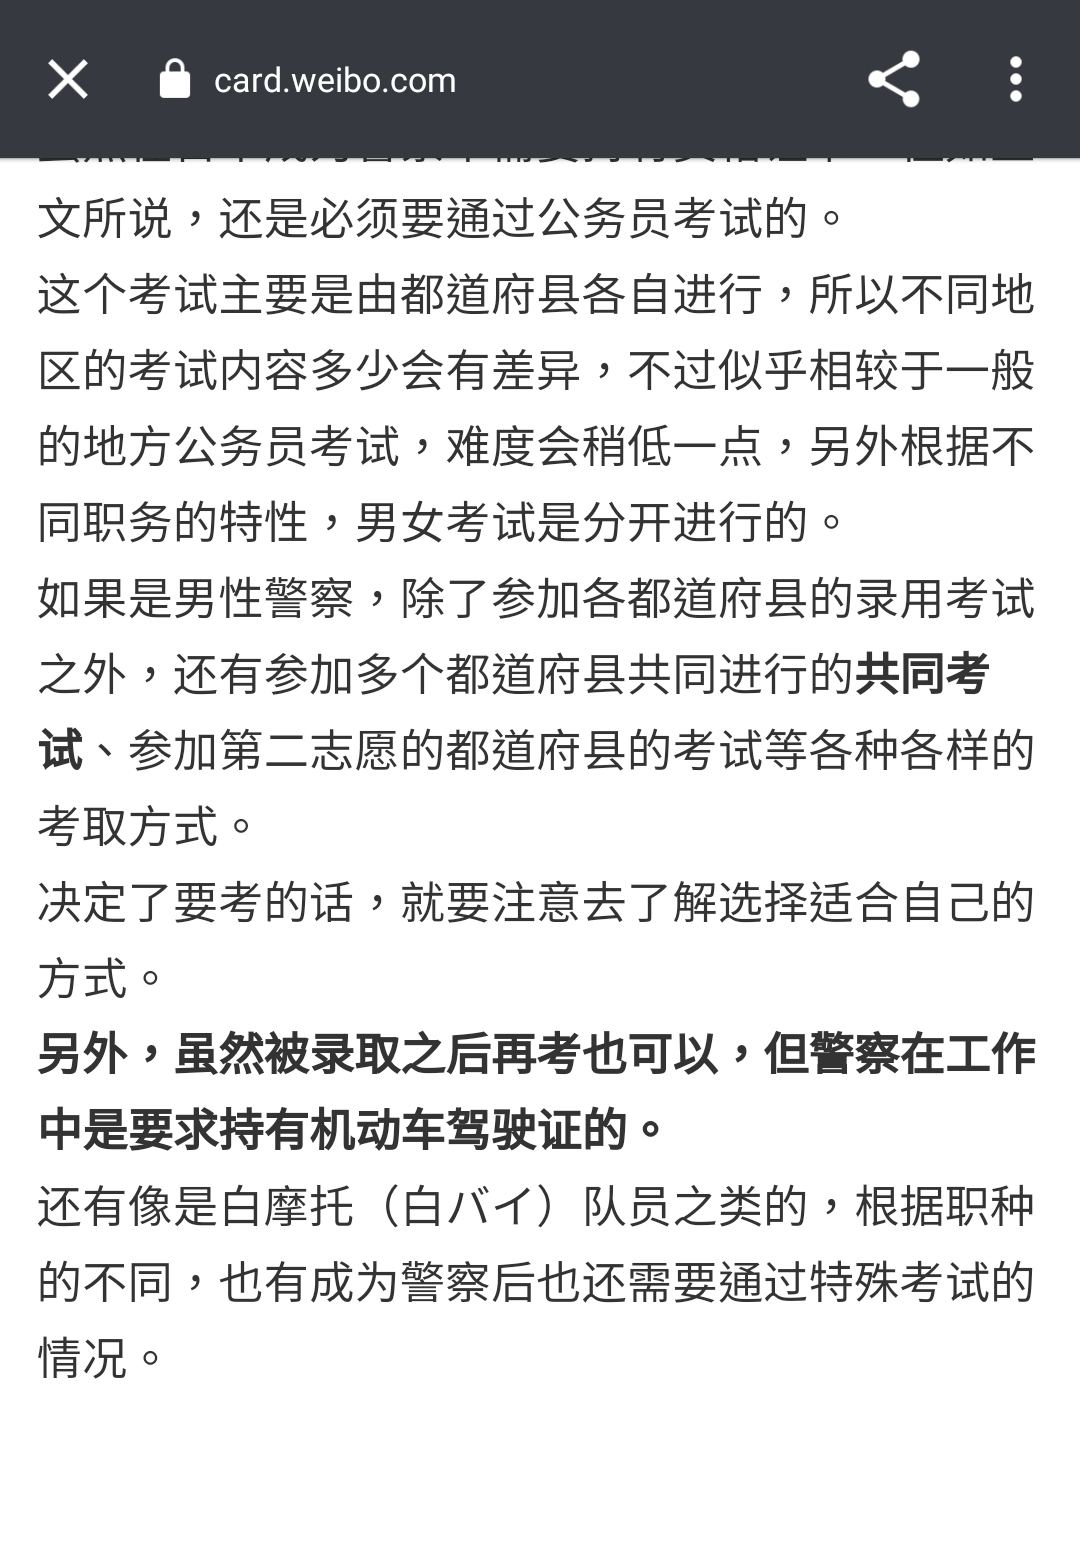 card.weibo.com
文所说，还是必须要通过公务员考试的。
这个考试主要是由都道府县各自进行，所以不同地
区的考试内容多少会有差异，不过似乎相较于一般
的地方公务员考试，难度会稍低一点，另外根据不
同职务的特性，男女考试是分开进行的。
如果是男性警察，除了参加各都道府县的录用考试
之外，还有参加多个都道府县共同进行的共同考
试、参加第二志愿的都道府县的考试等各种各样的
考取方式。
决定了要考的话，就要注意去了解选择适合自己的
方式。
另外，虽然被录取之后再考也可以，但警察在工作
中是要求持有机动车驾驶证的。
还有像是白摩托（白バイ）队员之类的，根据职种
的不同，也有成为警察后也还需要通过特殊考试的
情况。